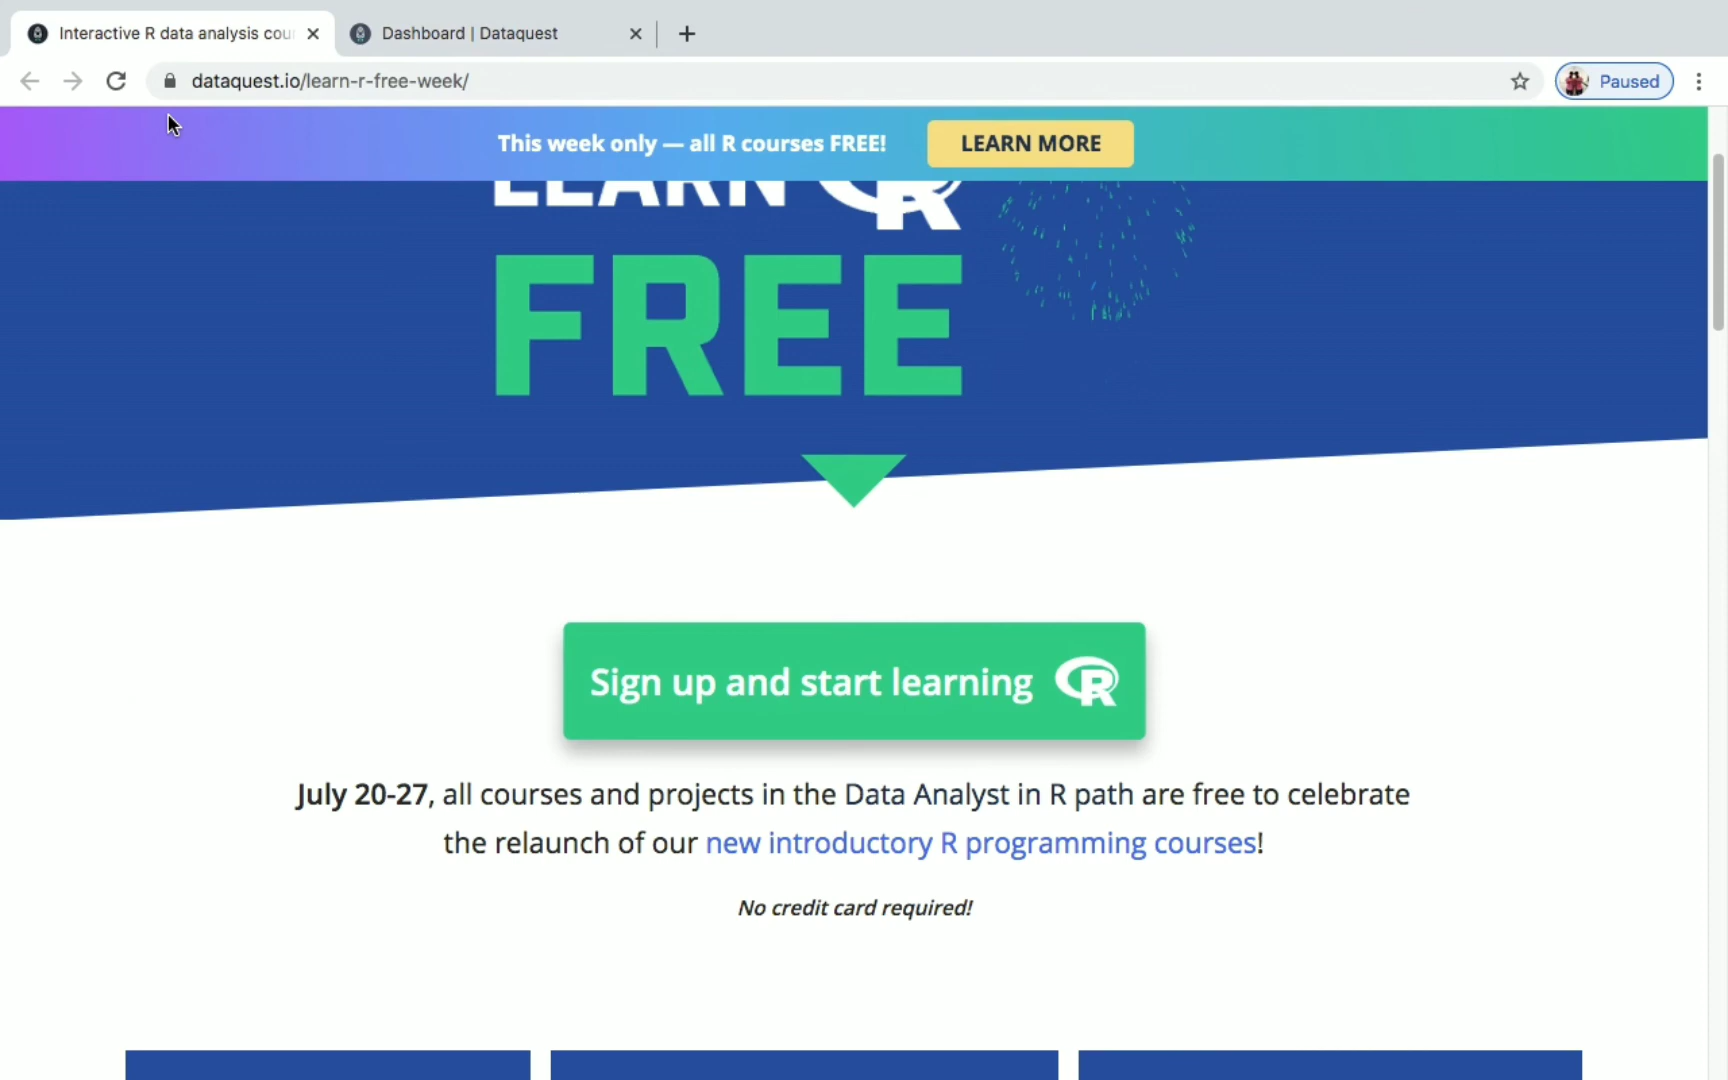 Interactive R data analysis cou
Dashboard | Dataquest
dataquest.io/learn-r-free-week/
Paused
This week only — all R courses FREE!
LEARN MORE
LEARN R
FREE
Sign up and start learning R
July 20-27, all courses and projects in the Data Analyst in R path are free to celebrate
the relaunch of our new introductory R programming courses!
No credit card required!